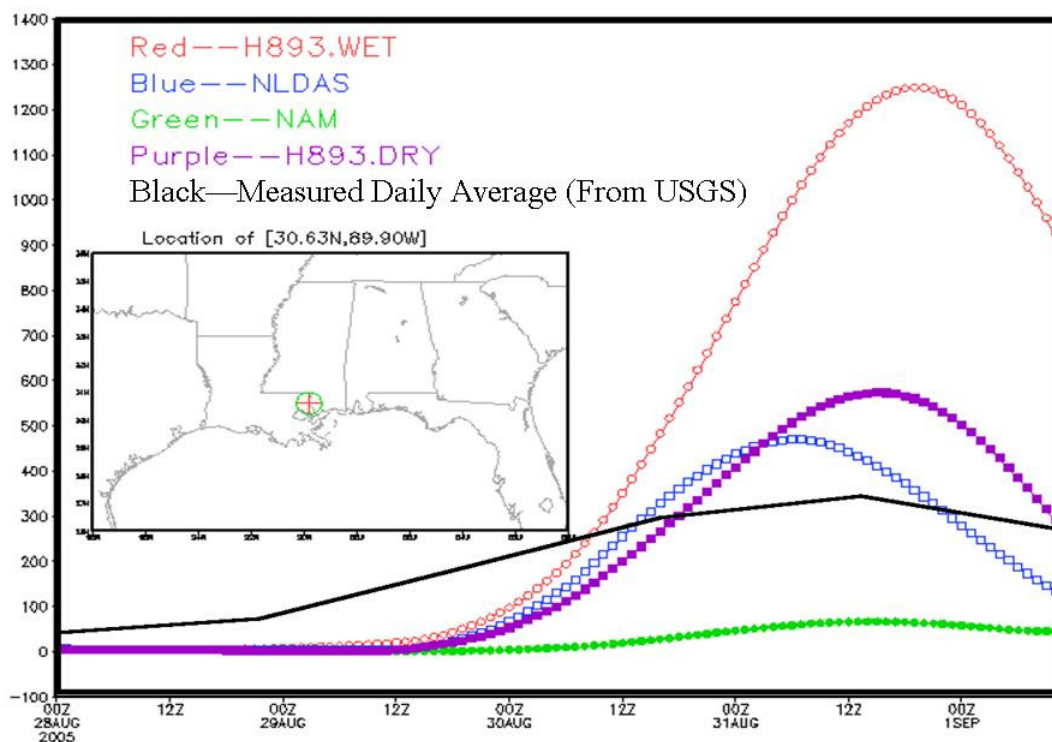 1400
Red--H893.WET
1300
Blue--NLDAS
1200
Green--NAM
1100
Purple--H893.DRY
Black—Measured Daily Average (From USGS)
1000
Location of [30.63N,89.90W]
900
800
700
600
500
400
300
200
100
0
-100
00Z 12Z 00Z 12Z 00Z 12Z 00Z 12Z 00Z
28AUG 29AUG 30AUG 31AUG 1SEP
2005